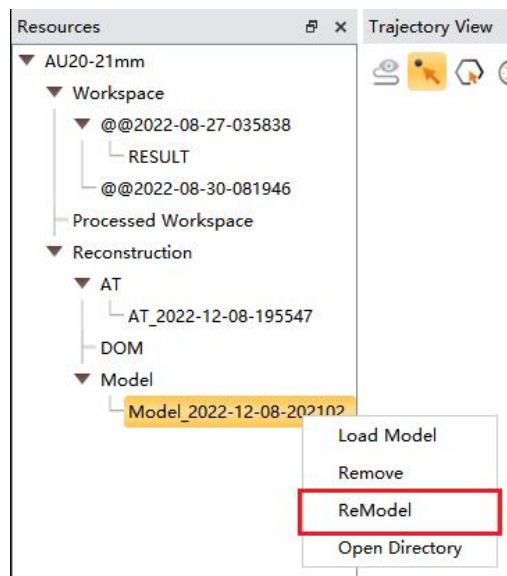 Resources
Trajectory View
AU20-21mm
Workspace
@@2022-08-27-035838
RESULT
@@2022-08-30-081946
Processed Workspace
Reconstruction
AT
AT_2022-12-08-195547
DOM
Model
Model_2022-12-08-202102
Load Model
Remove
ReModel
Open Directory